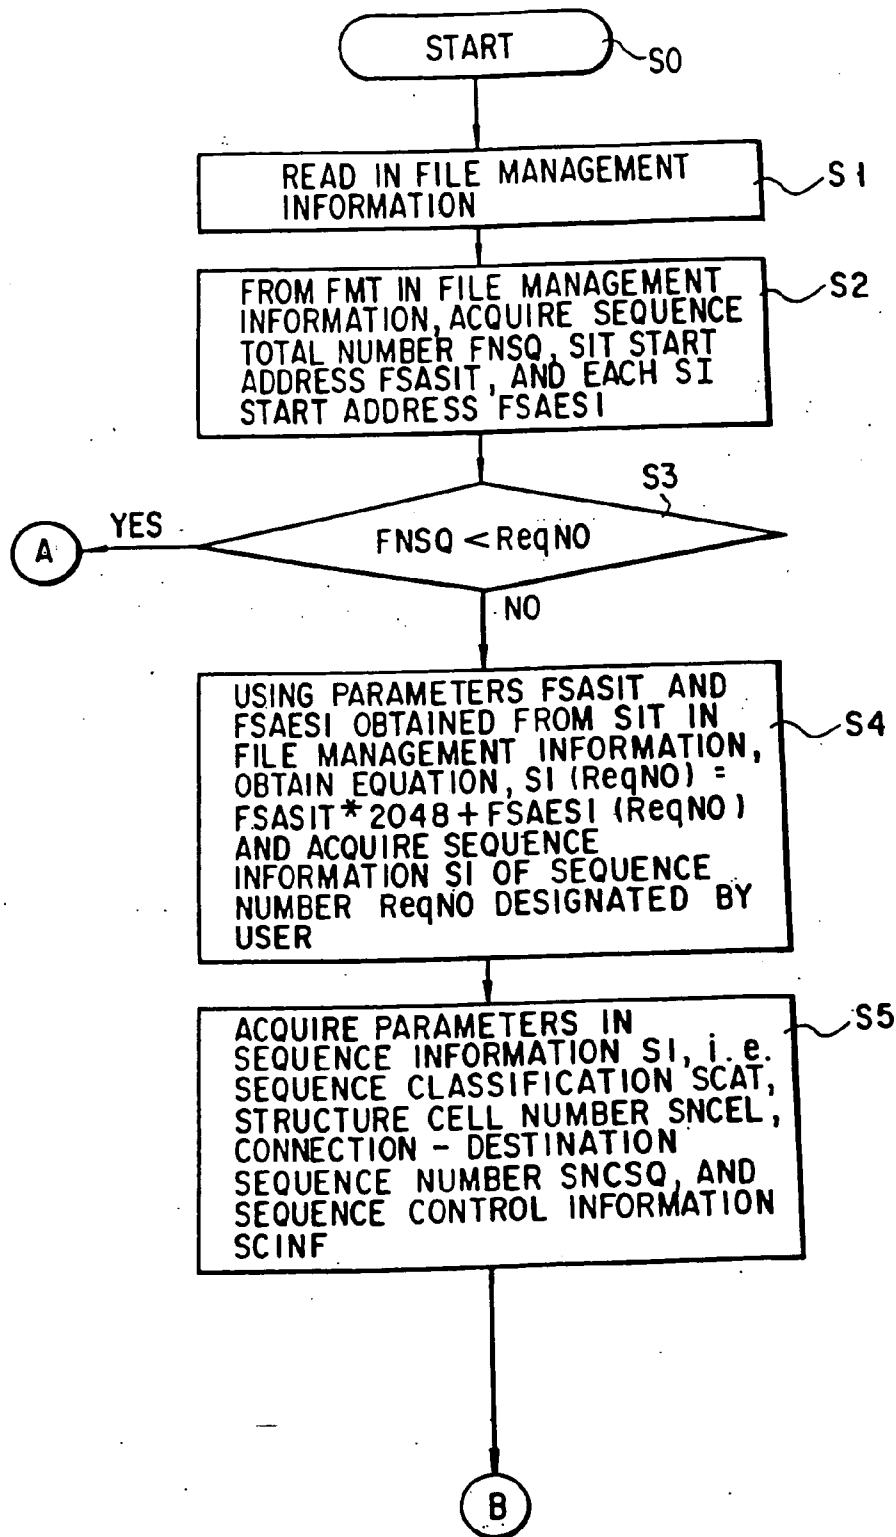 START
S0
READ IN FILE MANAGEMENT
INFORMATION
S1
FROM FMT IN FILE MANAGEMENT
INFORMATION, ACQUIRE SEQUENCE
TOTAL NUMBER FNSQ, SIT START
ADDRESS FSASIT, AND EACH SI
START ADDRESS FSAESI
S2
S3
YES
A
FNSQ < ReqNO
NO
USING PARAMETERS FSASIT AND
FSAESI OBTAINED FROM SIT IN
FILE MANAGEMENT INFORMATION,
OBTAIN EQUATION, SI (ReqNO) =
FSASIT * 2048 + FSAESI (ReqNO)
AND ACQUIRE SEQUENCE
INFORMATION SI OF SEQUENCE
NUMBER ReqNO DESIGNATED BY
USER
S4
ACQUIRE PARAMETERS IN
SEQUENCE INFORMATION SI, i.e.
SEQUENCE CLASSIFICATION SCAT,
STRUCTURE CELL NUMBER SNCEL,
CONNECTION - DESTINATION
SEQUENCE NUMBER SNCSQ, AND
SEQUENCE CONTROL INFORMATION
SCINF
S5
B